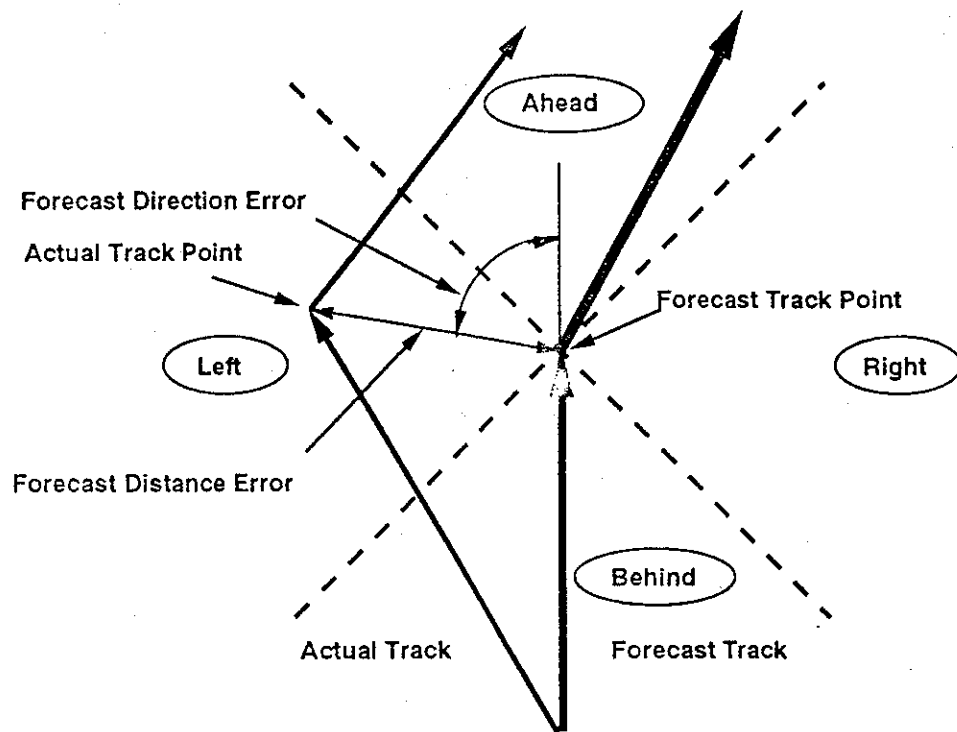 Ahead
Forecast Direction Error
Actual Track Point
Forecast Track Point
Left
Right
Forecast Distance Error
Behind
Actual Track
Forecast Track